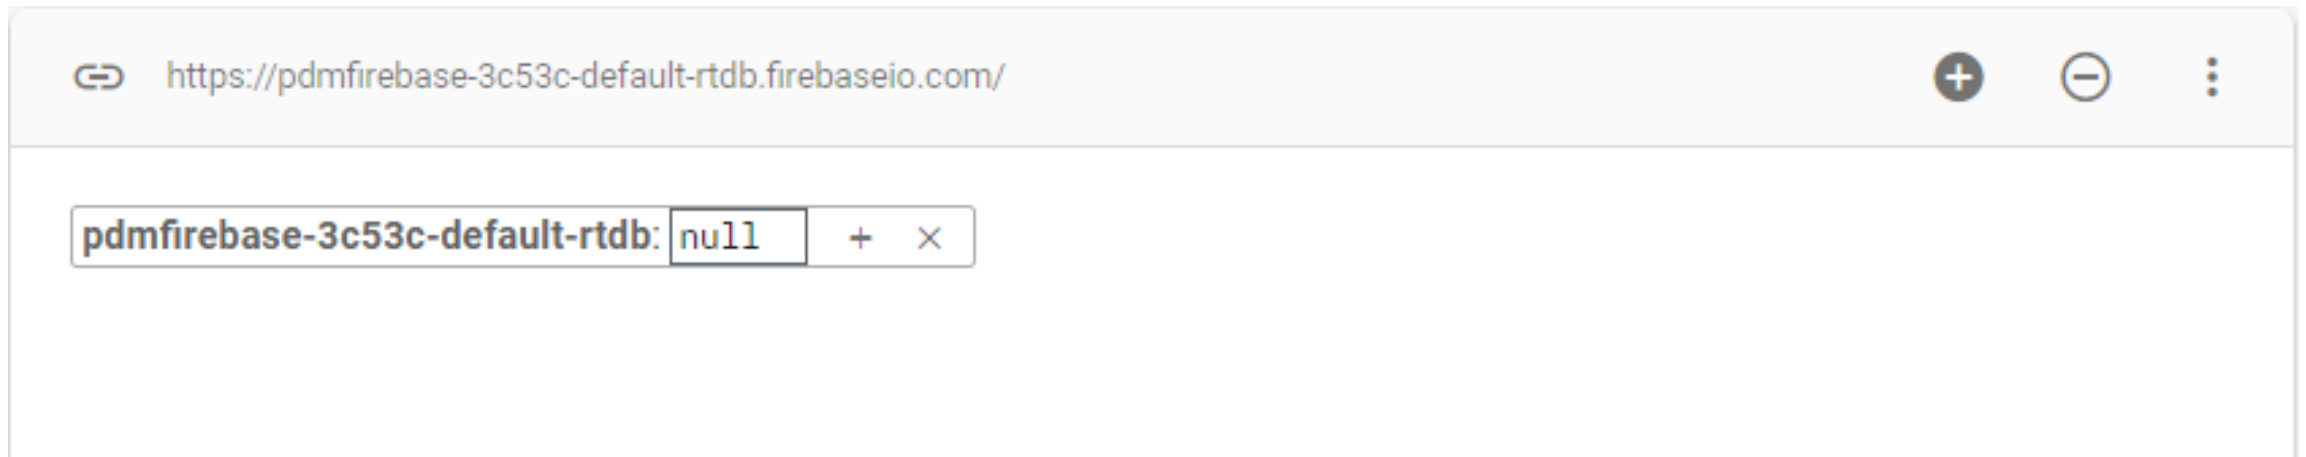 https://pdmfirebase-3c53c-default-rtdb.firebaseio.com/
pdmfirebase-3c53c-default-rtdb: null + ×